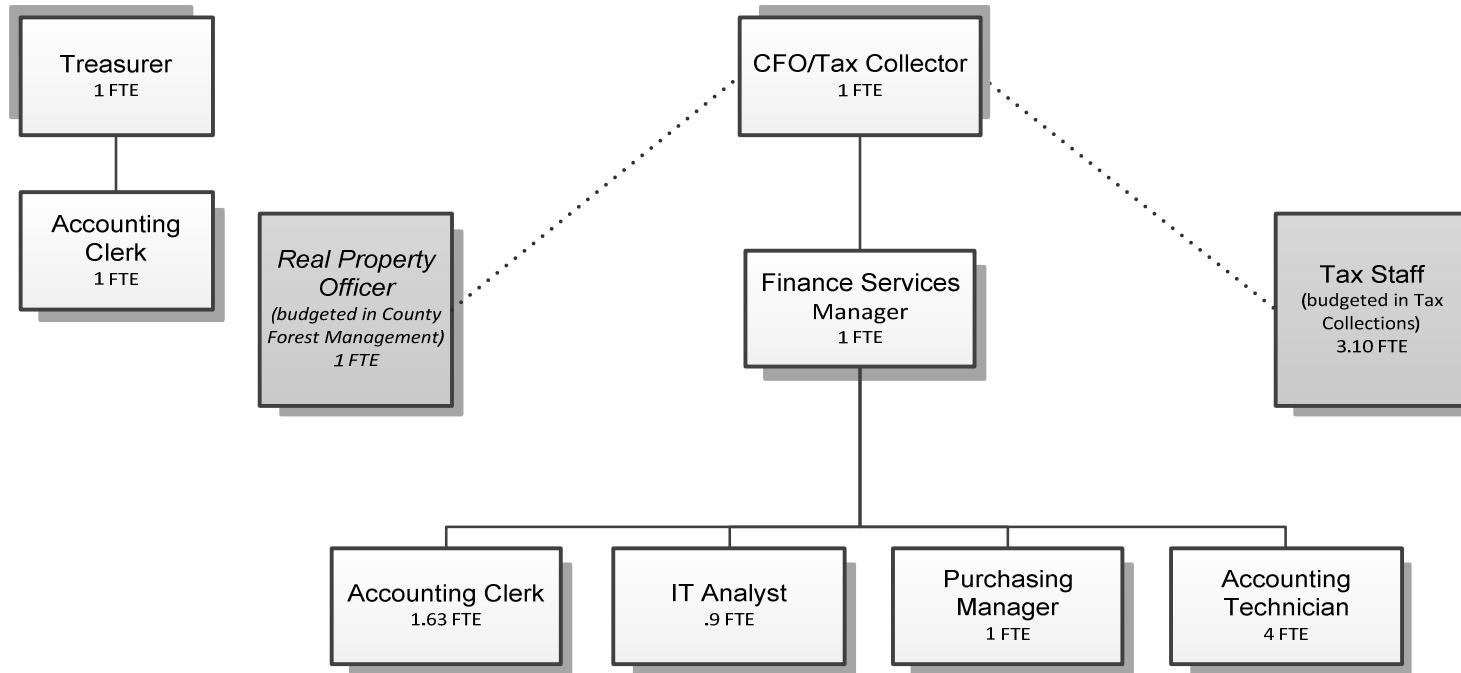 Treasurer
1 FTE
Accounting
Clerk
1 FTE
CFO/Tax Collector
1 FTE
Real Property
Officer
(budgeted in County
Forest Management)
1 FTE
Finance Services
Manager
1 FTE
Tax Staff
(budgeted in Tax
Collections)
3.10 FTE
Accounting Clerk
1.63 FTE
IT Analyst
.9 FTE
Purchasing
Manager
1 FTE
Accounting
Technician
4 FTE